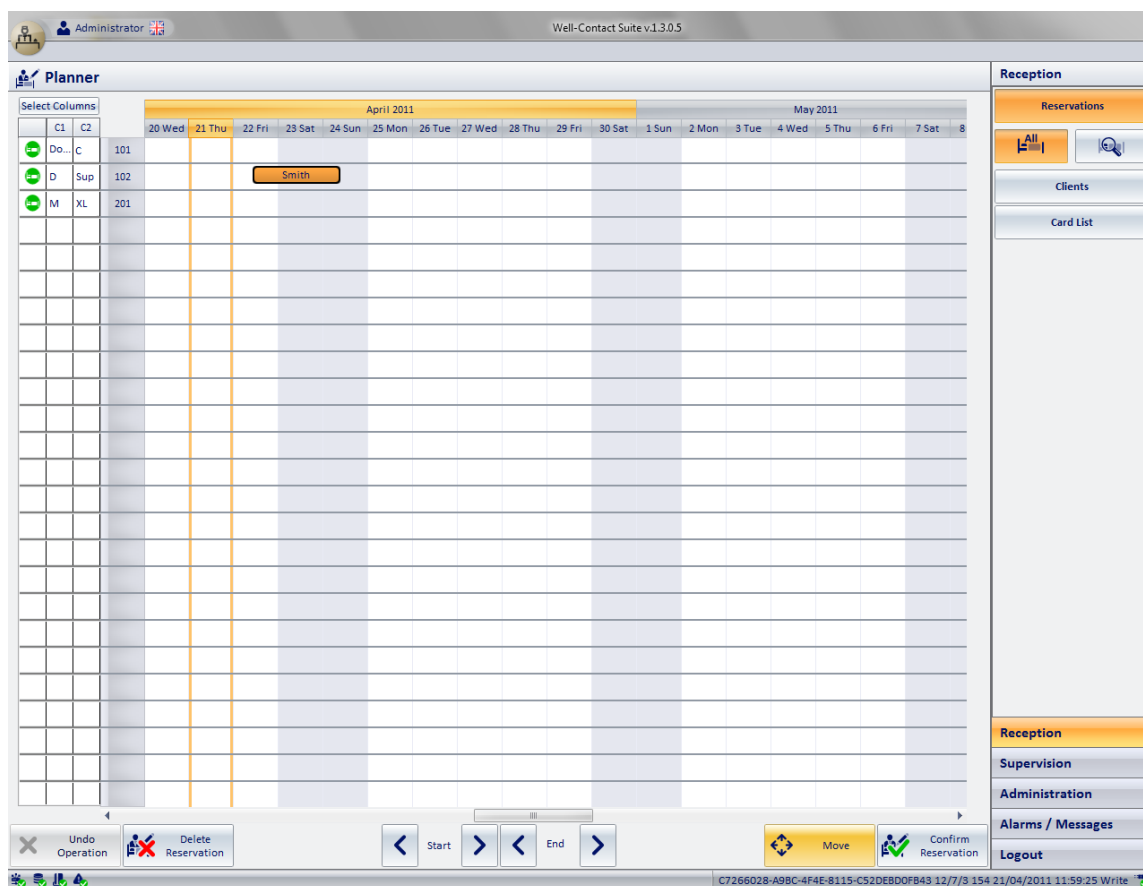 Administrator
Well-Contact Suite v.1.3.0.5
Planner
Reception
Select Columns
April 2011 May 2011
C1 C2 20 Wed 21 Thu 22 Fri 23 Sat 24 Sun 25 Mon 26 Tue 27 Wed 28 Thu 29 Fri 30 Sat 1 Sun 2 Mon 3 Tue 4 Wed 5 Thu 6 Fri 7 Sat 8
Do... C 101
D Sup 102 Smith
M XL 201
Reservations
All
Clients
Card List
Reception
Supervision
Administration
Alarms / Messages
Logout
Undo Operation
Delete Reservation
Start
End
Move
Confirm Reservation
C7266028-A9BC-4F4E-8115-C52DEBD0FB43 12/7/3 154 21/04/2011 11:59:25 Write